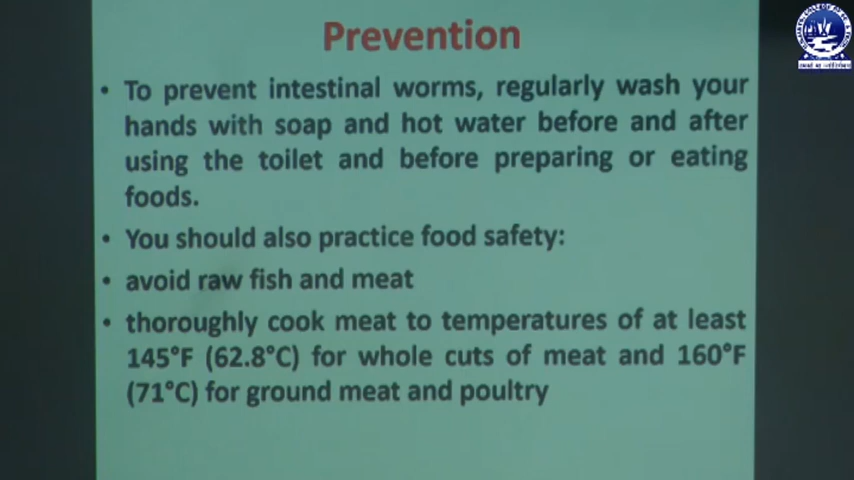 Prevention
• To prevent intestinal worms, regularly wash your
hands with soap and hot water before and after
using the toilet and before preparing or eating
foods.
• You should also practice food safety:
• avoid raw fish and meat
• thoroughly cook meat to temperatures of at least
145°F (62.8°C) for whole cuts of meat and 160°F
(71°C) for ground meat and poultry